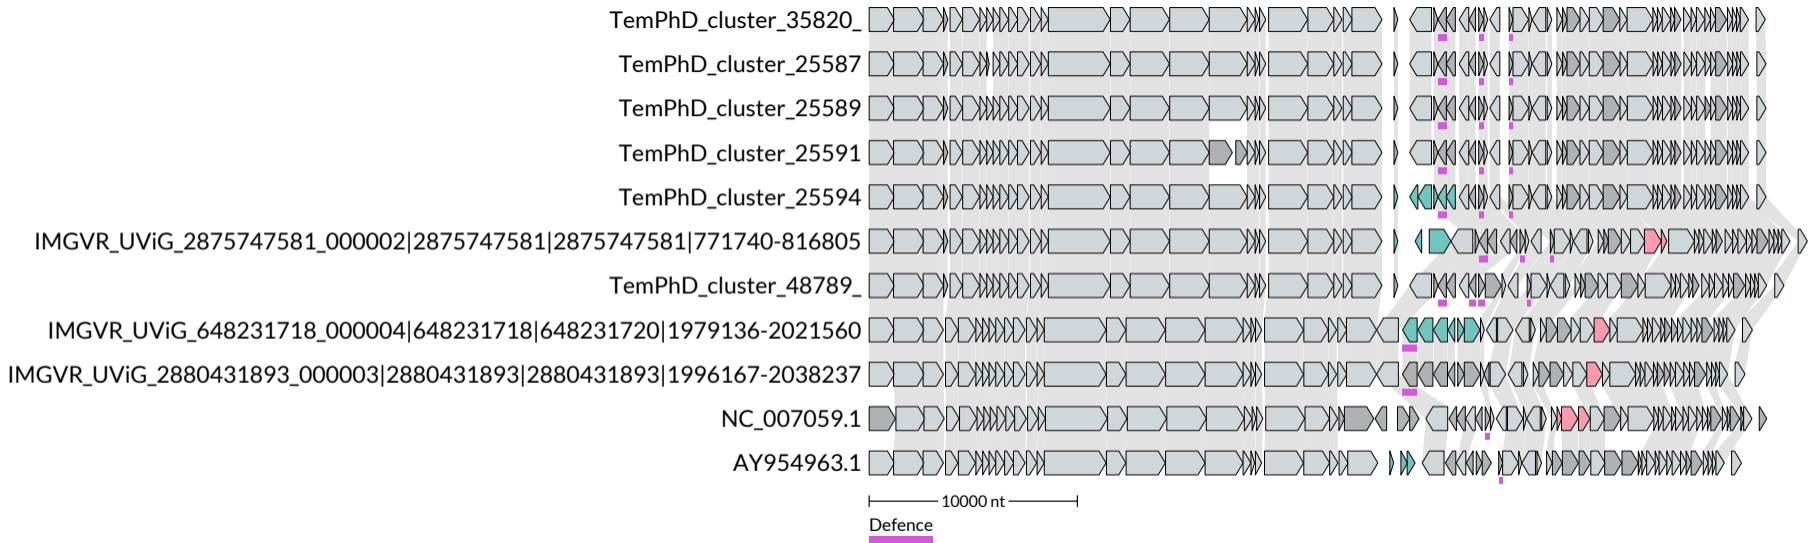 TemPhD_cluster_35820_
TemPhD_cluster_25587
TemPhD_cluster_25589
TemPhD_cluster_25591
TemPhD_cluster_25594
IMGVR_UViG_2875747581_000002|2875747581|2875747581|771740-816805
TemPhD_cluster_48789_
IMGVR_UViG_648231718_000004|648231718|648231720|1979136-2021560
IMGVR_UViG_2880431893_000003|2880431893|2880431893|1996167-2038237
NC_007059.1
AY954963.1
10000 nt
Defence